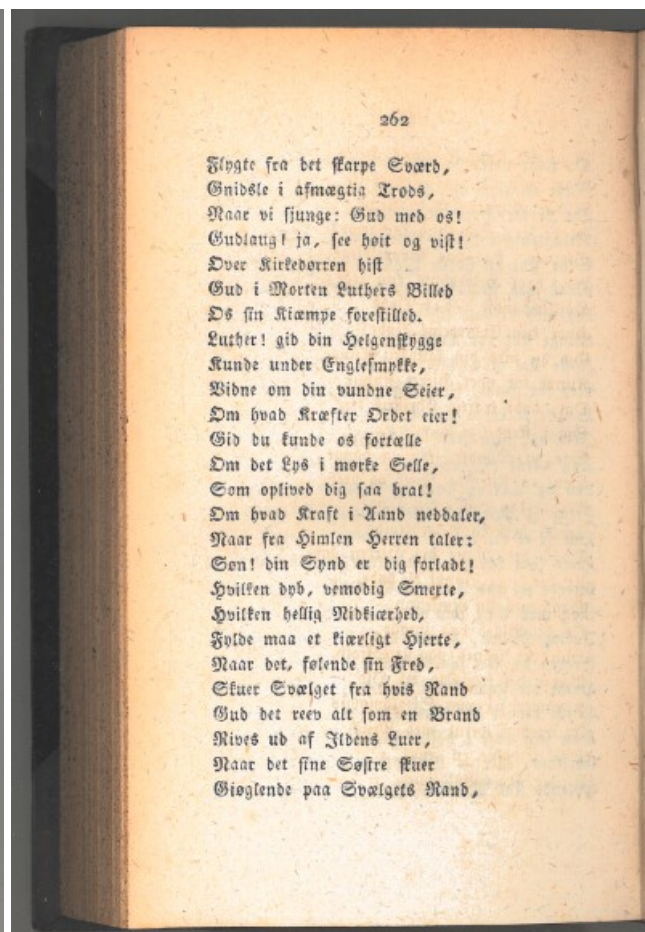 262
Flygte fra det skarpe Sværd,
Gnidsle i afmægtig Trods,
Naar vi sjunge: Gud med os!
Gudlaug! ja, see høit og vist!
Over Kirkedørren hist
Gud i Morten Luthers Billed
Os sin Kiæmpe forestilled.
Luther! gid din Helgenskygge
Kunde under Englesmykke,
Vidne om din vundne Seier,
Om hvad Kræfter Ordet eier!
Gid du kunde os fortælle
Om det Lys i mørke Selle,
Som oplived dig saa brat!
Om hvad Kraft i Aand neddaler,
Naar fra Himlen Herren taler:
Søn! din Synd er dig forladt!
Hvilken dyb, vemodig Smerte,
Hvilken hellig Nidkiærhed,
Fylde maa et kiærligt Hjerte,
Naar det, følende sin Fred,
Skuer Svælget fra hvis Rand
Gud det reev alt som en Brand
Rives ud af Ildens Luer,
Naar det sine Søstre skuer
Giøglende paa Svælgets Rand,